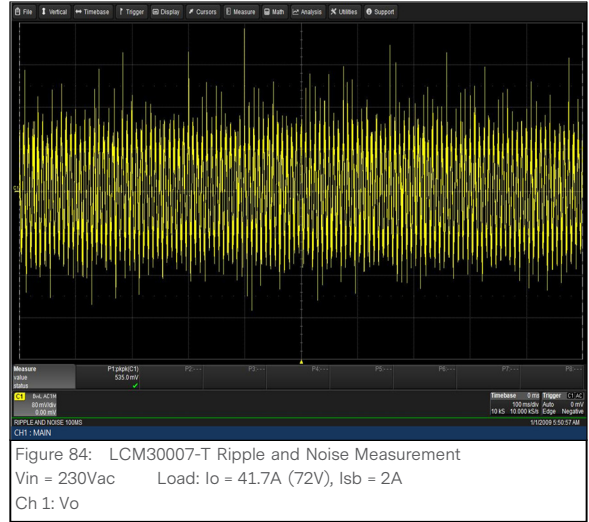 File Vertical Timebase Trigger Display Cursors Measure Math Analysis Utilities Support
Measure P1:pkpk(C1) P2:--- P3:--- P4:--- P5:--- P6:--- P7:--- P8:---
value 535.0 mV
status
C1 BwL AC1M
80 mV/div
0.00 mV
Timebase 0 ms Trigger C1 AC
100 ms/div Auto 0 mV
10 kS 10.000 kS/s Edge Negative
RIPPLE AND NOISE 100MS 1/1/2009 5:50:57 AM
CH1 : MAIN
Figure 84: LCM30007-T Ripple and Noise Measurement
Vin = 230Vac Load: Io = 41.7A (72V), Isb = 2A
Ch 1: Vo